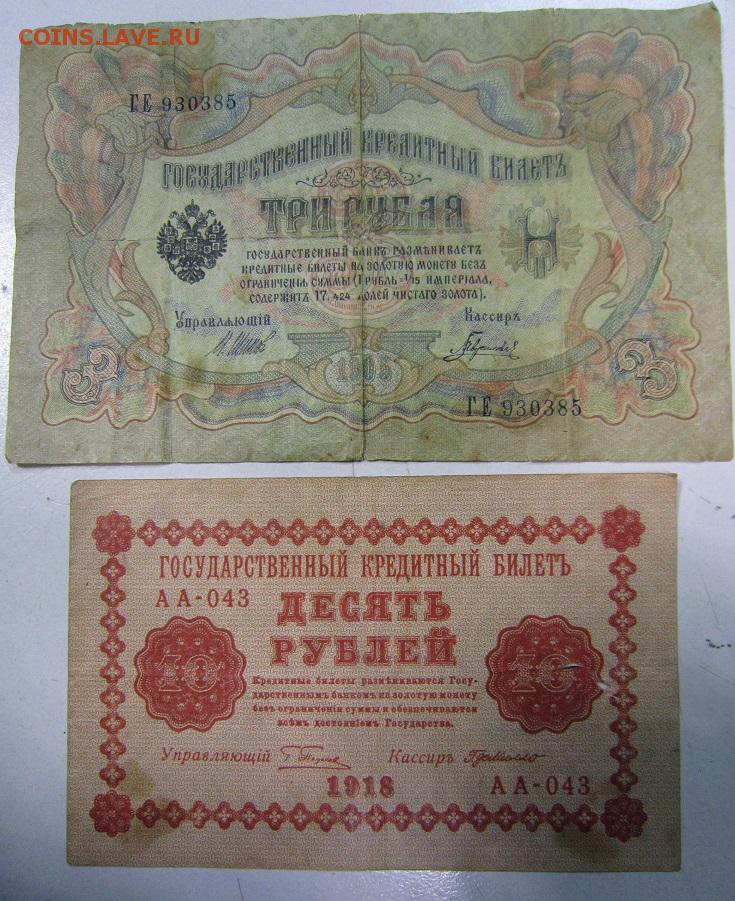 COINS.LAVE.RU
ГЕ 930385
Государственный Кредитный Билетъ
ТРИ РУБЛЯ
Государственный банкъ размѣниваетъ
кредитные билеты на золотую монету безъ
ограниченія суммы (1 рубль = 1/15 имперіала,
содержитъ 17,424 долей чистаго золота).
Управляющій
Кассиръ
3
1905
3
ГЕ 930385
ГОСУДАРСТВЕННЫЙ КРЕДИТНЫЙ БИЛЕТЪ
АА-043
ДЕСЯТЬ
РУБЛЕЙ
10
10
Кредитные билеты размѣниваются Госу-
дарственнымъ банкомъ на золотую монету
безъ ограниченія суммы и обезпечиваются
всѣмъ достояніемъ Государства.
Управляющій
Кассиръ
1918
АА-043